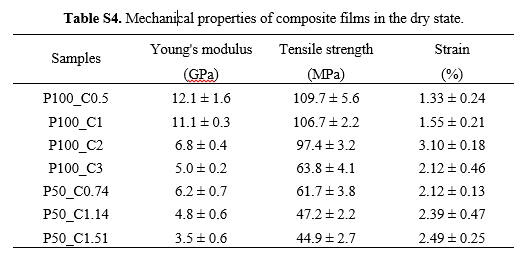 Table S4. Mechanical properties of composite films in the dry state.
Samples Young's modulus (GPa) Tensile strength (MPa) Strain (%)
P100_C0.5 12.1 ± 1.6 109.7 ± 5.6 1.33 ± 0.24
P100_C1 11.1 ± 0.3 106.7 ± 2.2 1.55 ± 0.21
P100_C2 6.8 ± 0.4 97.4 ± 3.2 3.10 ± 0.18
P100_C3 5.0 ± 0.2 63.8 ± 4.1 2.12 ± 0.46
P50_C0.74 6.2 ± 0.7 61.7 ± 3.8 2.12 ± 0.13
P50_C1.14 4.8 ± 0.6 47.2 ± 2.2 2.39 ± 0.47
P50_C1.51 3.5 ± 0.6 44.9 ± 2.7 2.49 ± 0.25